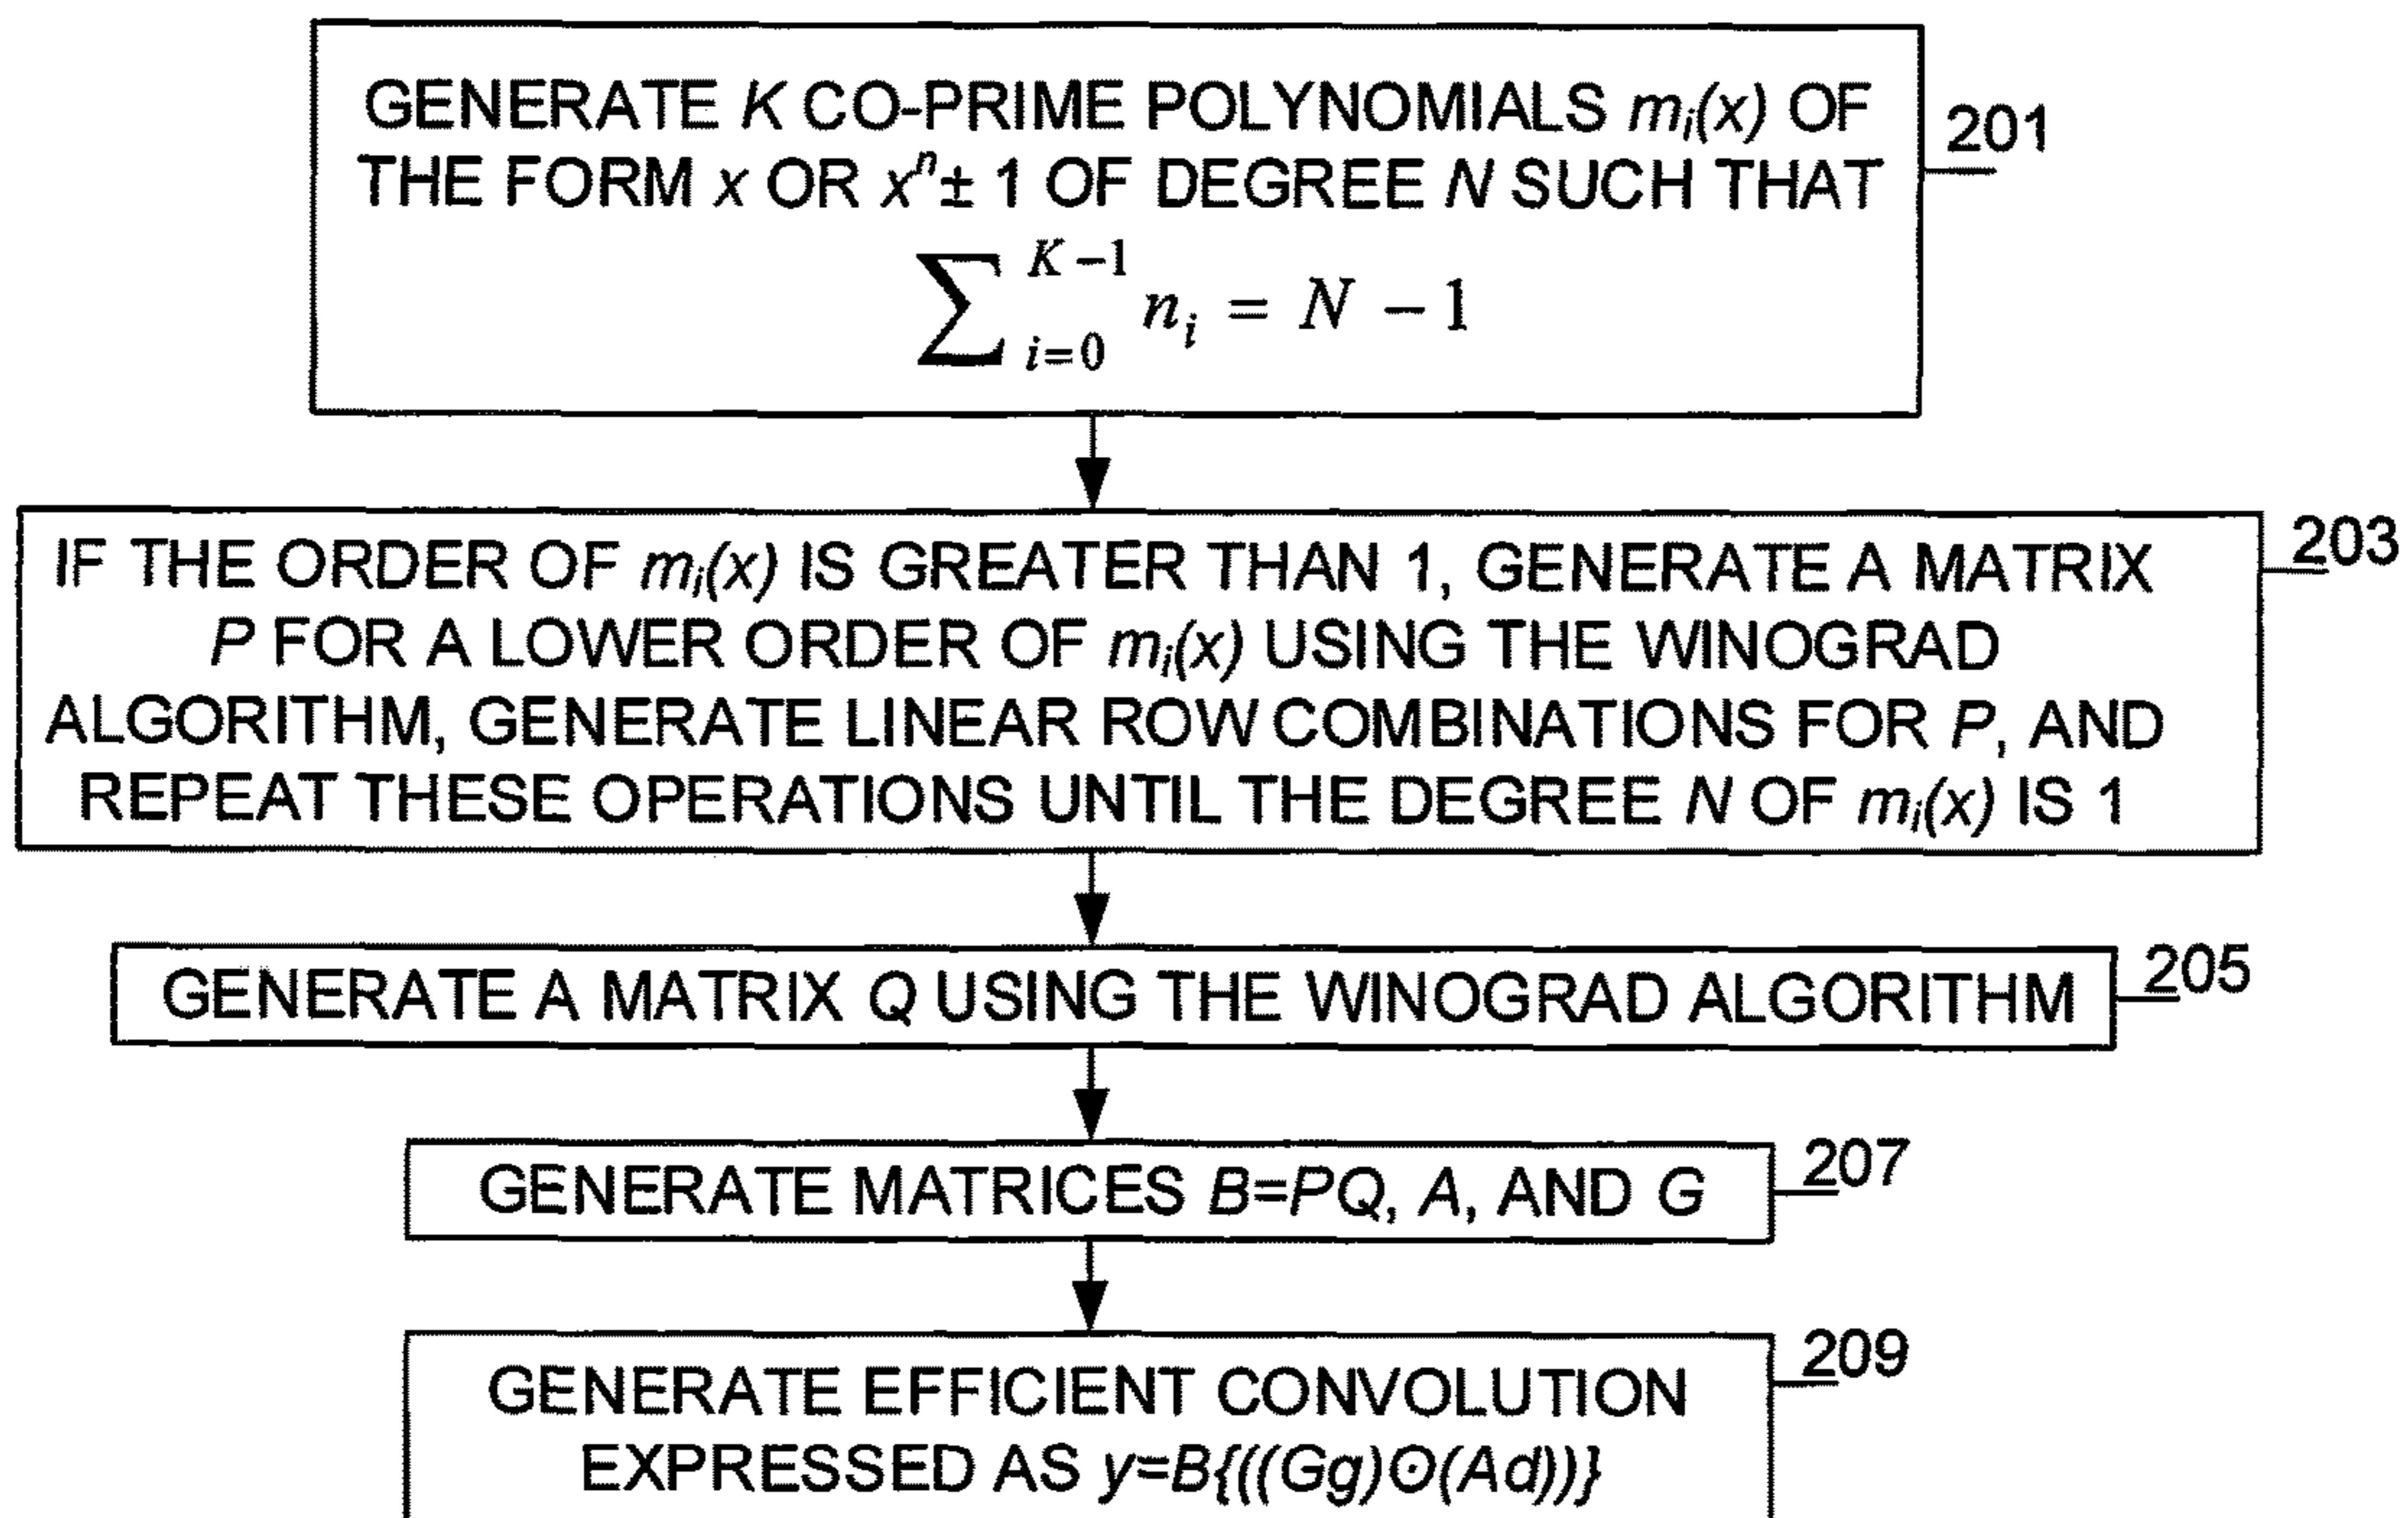 GENERATE K CO-PRIME POLYNOMIALS mᵢ(x) OF
THE FORM x OR xⁿ± 1 OF DEGREE N SUCH THAT
∑ᵢ₌₀ᴷ⁻¹ nᵢ = N − 1
201
IF THE ORDER OF mᵢ(x) IS GREATER THAN 1, GENERATE A MATRIX
P FOR A LOWER ORDER OF mᵢ(x) USING THE WINOGRAD
ALGORITHM, GENERATE LINEAR ROW COMBINATIONS FOR P, AND
REPEAT THESE OPERATIONS UNTIL THE DEGREE N OF mᵢ(x) IS 1
203
GENERATE A MATRIX Q USING THE WINOGRAD ALGORITHM
205
GENERATE MATRICES B=PQ, A, AND G
207
GENERATE EFFICIENT CONVOLUTION
EXPRESSED AS y=B{((Gg)⊙(Ad))}
209